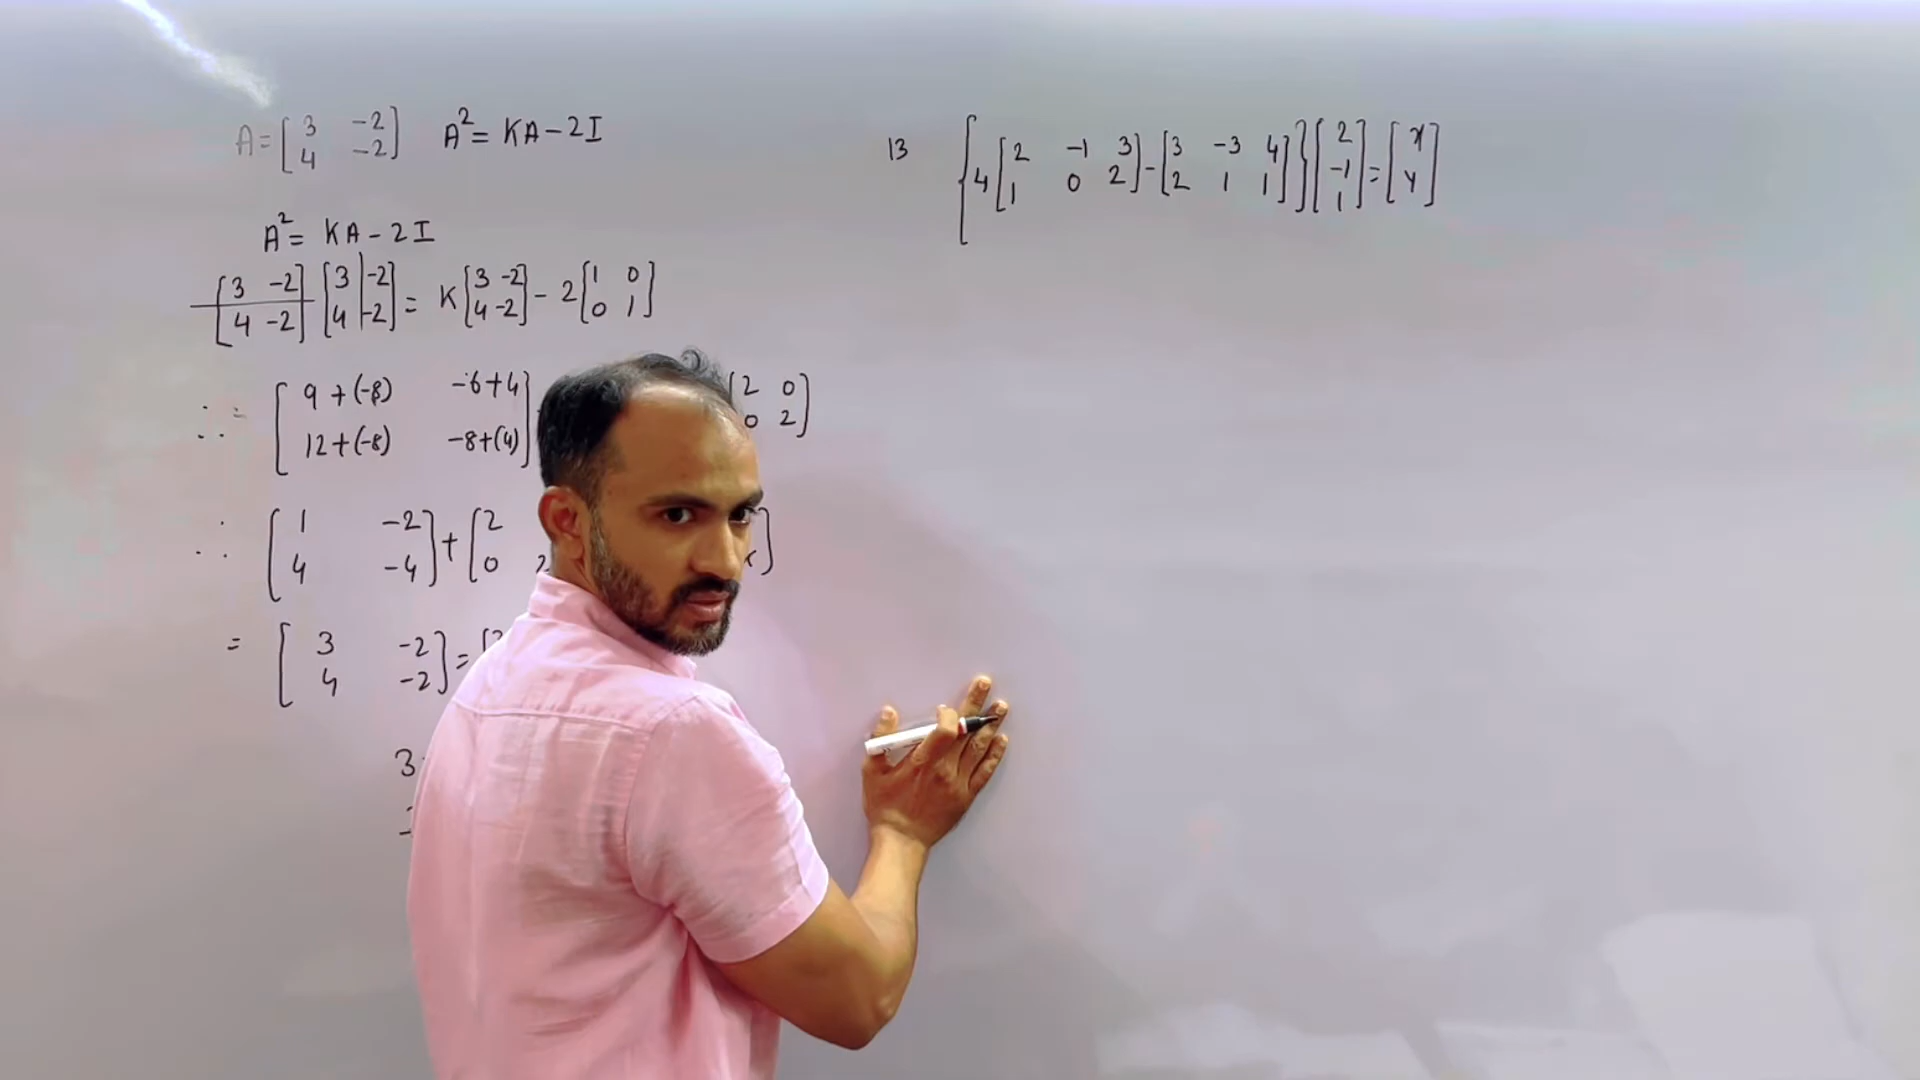 A = [ 3 -2 ] A² = KA - 2I
4 -2
A² = KA - 2I
[ 3 -2 ] [ 3 -2 ] = K [ 3 -2 ] - 2 [ 1 0 ]
4 -2 4 -2 4 -2 0 1
∴ = [ 9 + (-8) -6+4 ] [ 2 0 ]
12 + (-8) -8+(4) 0 2
∴ [ 1 -2 ] + [ 2
4 -4 0 2
= [ 3 -2 ] = [
4 -2
3
13 { 4 [ 2 -1 3 ] - [ 3 -3 4 ] } [ 2 ] = [ x ]
1 0 2 2 1 1 -1 y
1